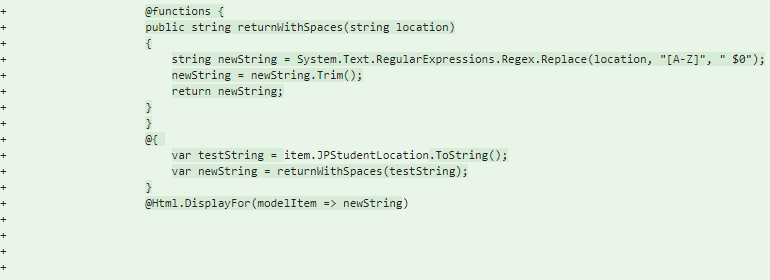 + @functions {
+ public string returnWithSpaces(string location)
+ {
+ string newString = System.Text.RegularExpressions.Regex.Replace(location, "[A-Z]", " $0");
+ newString = newString.Trim();
+ return newString;
+ }
+ }
+ @{
+ var testString = item.JPStudentLocation.ToString();
+ var newString = returnWithSpaces(testString);
+ }
+ @Html.DisplayFor(modelItem => newString)
+
+
+
+